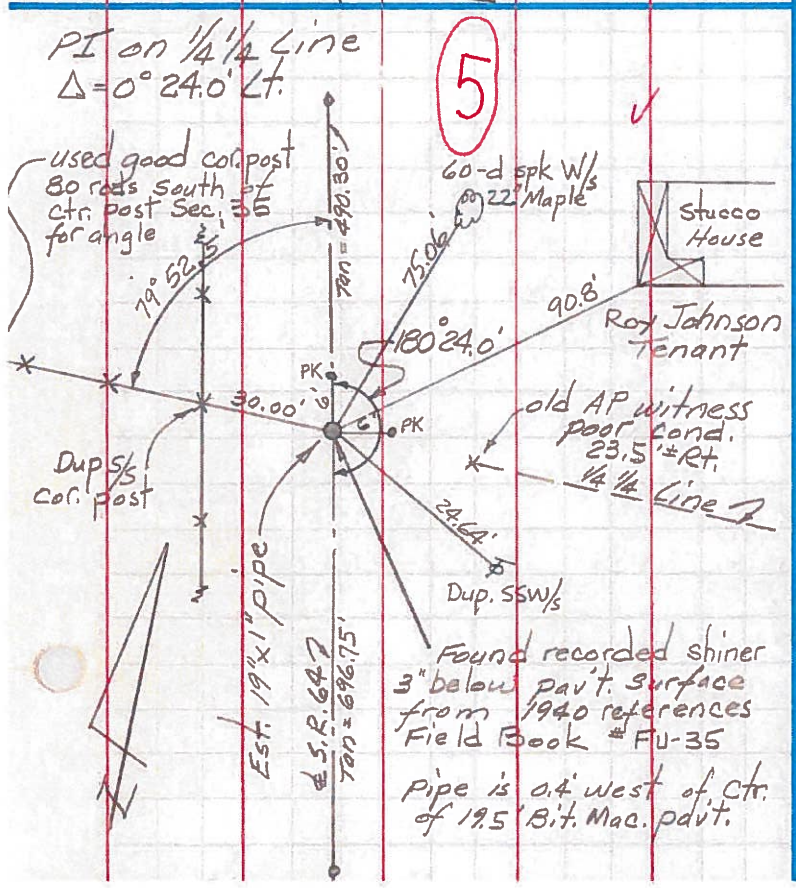 PI on 1/4 1/4 Line
Δ = 0° 24.0' Lt.
5
used good cor. post
80 rods South of
ctr. post Sec. 35
for angle
79° 52.5'
Tan = 490.30'
60-d spk W/s
22" Maple
75.06'
Stucco
House
90.8'
Roy Johnson
Tenant
180° 24.0'
PK
6'
30.00'
6'
PK
old AP witness
poor cond.
23.5'± Rt.
1/4 1/4 Line
Dup S/s
cor. post
24.64'
Dup. SSW/s
Est. 19"x1" pipe
℄ S.R. 647
Tan = 696.75'
Found recorded shiner
3" below pav't. surface
from 1940 references
Field Book # FU-35
Pipe is 0.4' west of Ctr.
of 19.5' Bit. Mac. pav't.
N